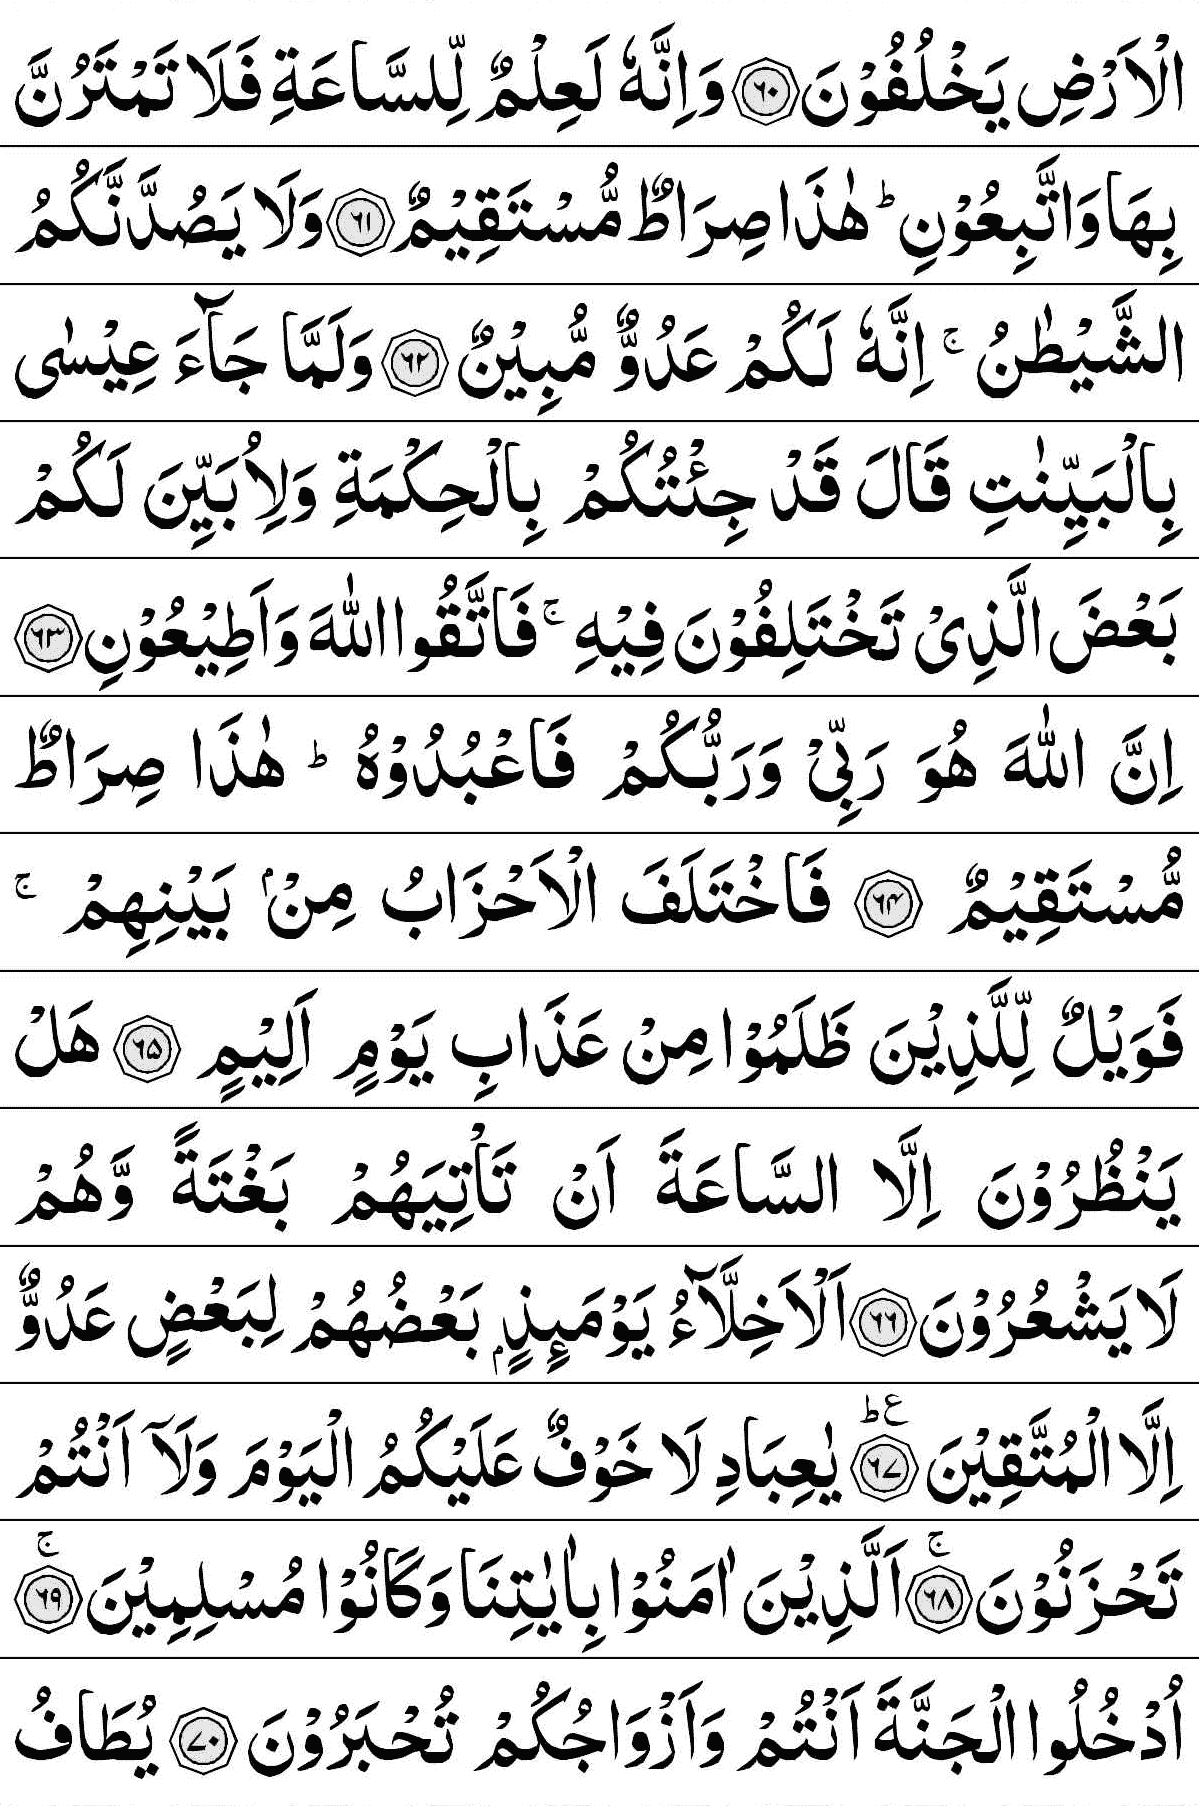 الْاَرْضِ يَخْلُفُوْنَ ۝٦٠ وَاِنَّهٗ لَعِلْمٌ لِّلسَّاعَةِ فَلَا تَمْتَرُنَّ
بِهَا وَاتَّبِعُوْنِ ؕ هٰذَا صِرَاطٌ مُّسْتَقِيْمٌ ۝٦١ وَلَا يَصُدَّنَّكُمُ
الشَّيْطٰنُ ۚ اِنَّهٗ لَكُمْ عَدُوٌّ مُّبِيْنٌ ۝٦٢ وَلَمَّا جَآءَ عِيْسٰى
بِالْبَيِّنٰتِ قَالَ قَدْ جِئْتُكُمْ بِالْحِكْمَةِ وَلِاُبَيِّنَ لَكُمْ
بَعْضَ الَّذِىْ تَخْتَلِفُوْنَ فِيْهِ ۚ فَاتَّقُوا اللّٰهَ وَاَطِيْعُوْنِ ۝٦٣
اِنَّ اللّٰهَ هُوَ رَبِّىْ وَرَبُّكُمْ فَاعْبُدُوْهُ ؕ هٰذَا صِرَاطٌ
مُّسْتَقِيْمٌ ۝٦۴ فَاخْتَلَفَ الْاَحْزَابُ مِنْۢ بَيْنِهِمْ ۚ
فَوَيْلٌ لِّلَّذِيْنَ ظَلَمُوْا مِنْ عَذَابِ يَوْمٍ اَلِيْمٍ ۝٦۵ هَلْ
يَنْظُرُوْنَ اِلَّا السَّاعَةَ اَنْ تَاْتِيَهُمْ بَغْتَةً وَّهُمْ
لَا يَشْعُرُوْنَ ۝٦٦ اَلْاَخِلَّآءُ يَوْمَئِذٍۭ بَعْضُهُمْ لِبَعْضٍ عَدُوٌّ
اِلَّا الْمُتَّقِيْنَ ؕع ۝٦٧ يٰعِبَادِ لَا خَوْفٌ عَلَيْكُمُ الْيَوْمَ وَلَاۤ اَنْتُمْ
تَحْزَنُوْنَ ۚ ۝٦٨ اَلَّذِيْنَ اٰمَنُوْا بِاٰيٰتِنَا وَكَانُوْا مُسْلِمِيْنَ ۚ ۝٦٩
اُدْخُلُوا الْجَنَّةَ اَنْتُمْ وَاَزْوَاجُكُمْ تُحْبَرُوْنَ ۝٧٠ يُطَافُ